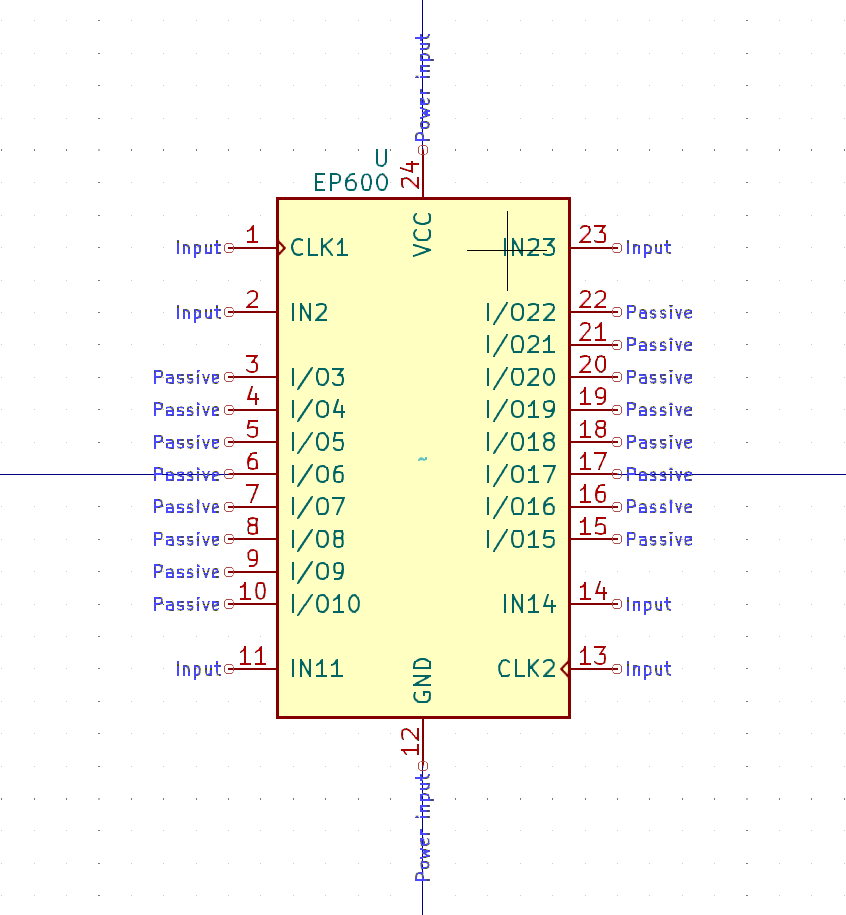 Power input
U
EP600
24
VCC
Input 1 CLK1 IN23 23 Input
Input 2 IN2 I/O22 22 Passive
I/O21 21 Passive
Passive 3 I/O3 I/O20 20 Passive
Passive 4 I/O4 I/O19 19 Passive
Passive 5 I/O5 I/O18 18 Passive
~
Passive 6 I/O6 I/O17 17 Passive
Passive 7 I/O7 I/O16 16 Passive
Passive 8 I/O8 I/O15 15 Passive
Passive 9 I/O9
Passive 10 I/O10 IN14 14 Input
Input 11 IN11 CLK2 13 Input
GND
12
Power input